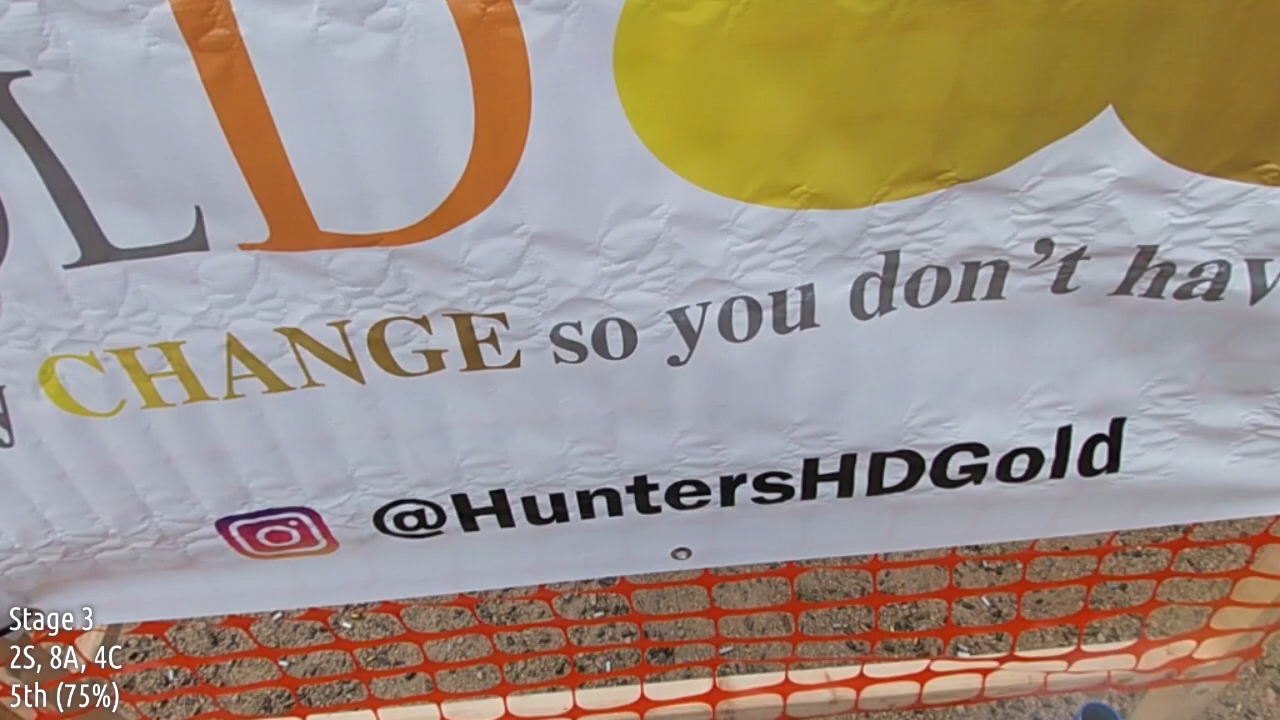 LD
CHANGE so you don't hav
@HuntersHDGold
Stage 3
2S, 8A, 4C
5th (75%)